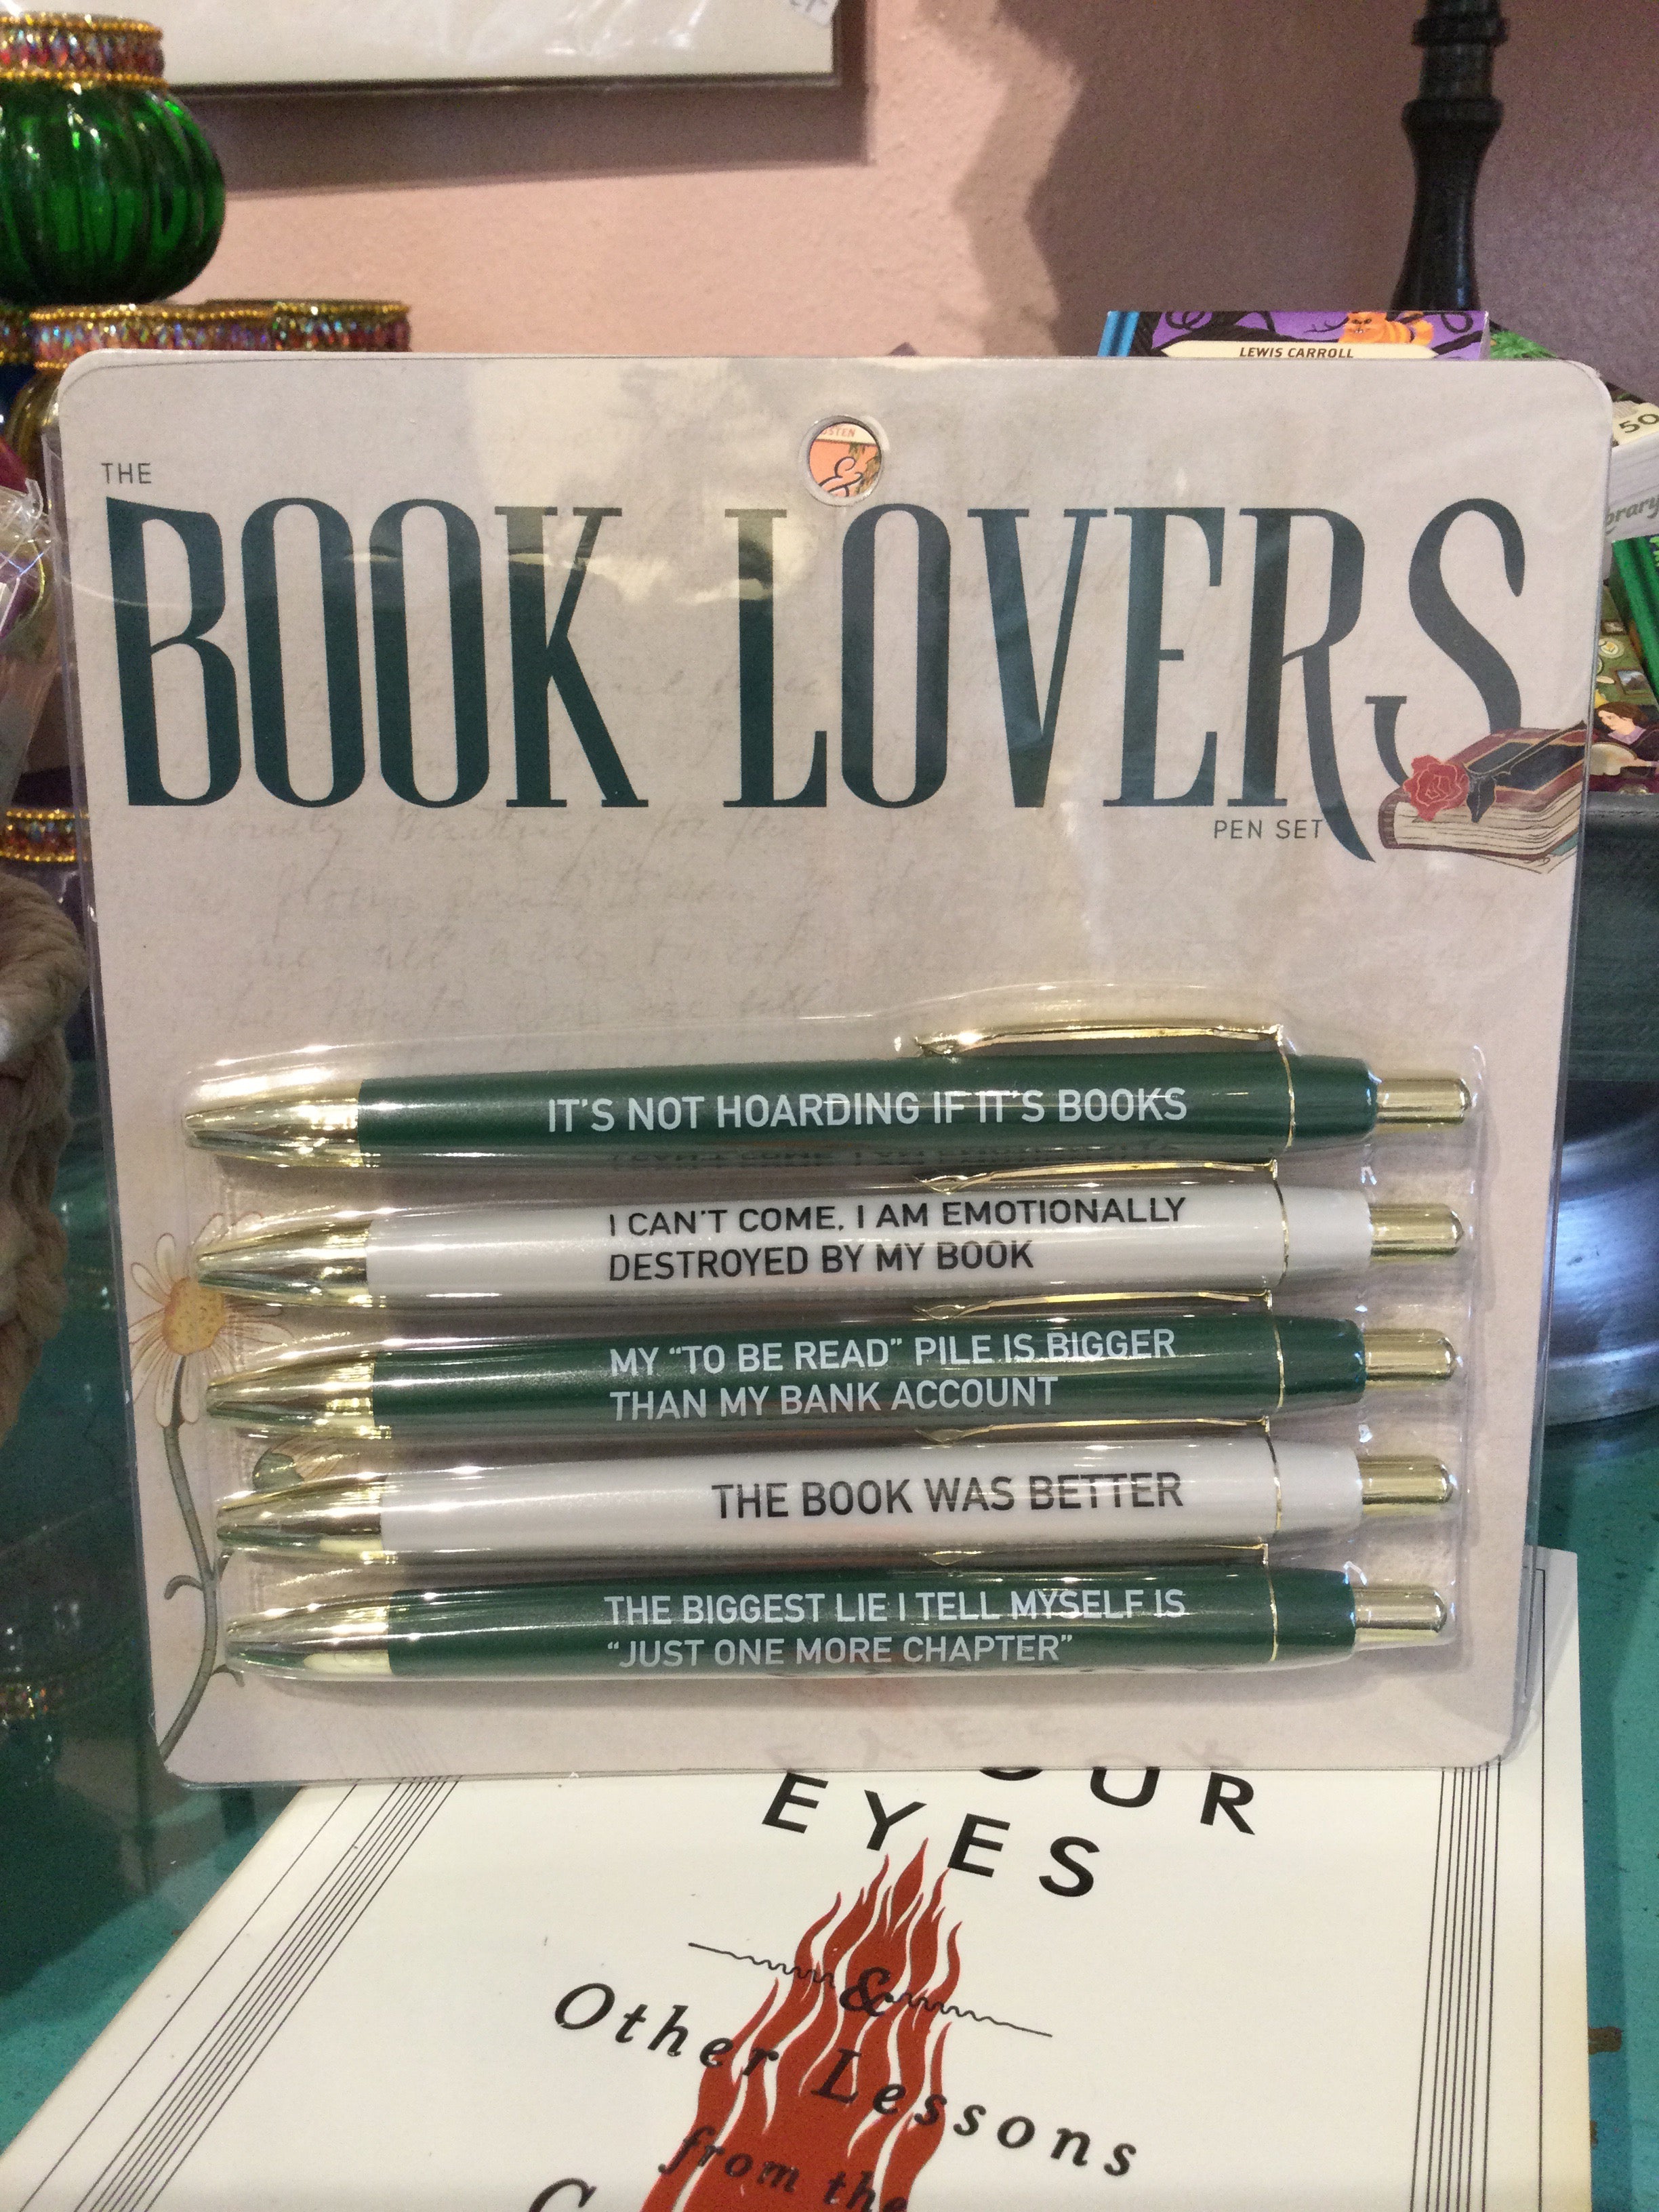 LEWIS CARROLL
50
THE
BOOK LOVERS
PEN SET
IT'S NOT HOARDING IF IT'S BOOKS
I CAN'T COME, I AM EMOTIONALLY
DESTROYED BY MY BOOK
MY “TO BE READ” PILE IS BIGGER
THAN MY BANK ACCOUNT
THE BOOK WAS BETTER
THE BIGGEST LIE I TELL MYSELF IS
“JUST ONE MORE CHAPTER”
EYES
&
Other Lessons
from the